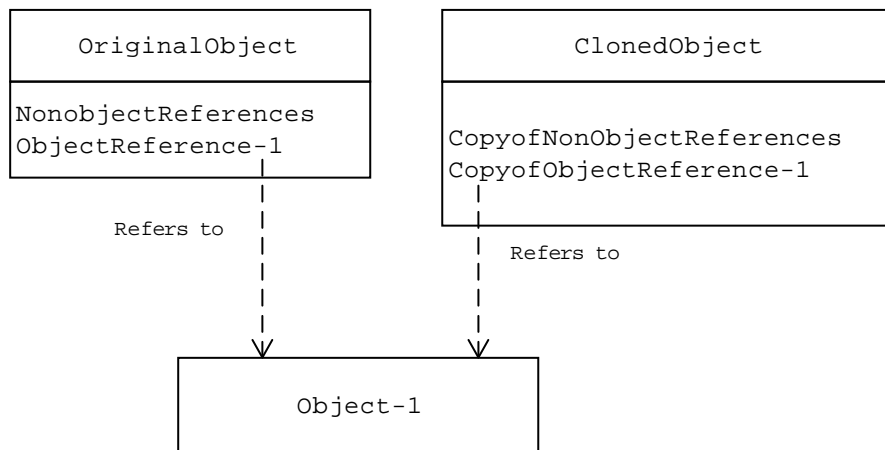 OriginalObject
NonobjectReferences
ObjectReference-1
ClonedObject
CopyofNonObjectReferences
CopyofObjectReference-1
Refers to
Refers to
Object-1